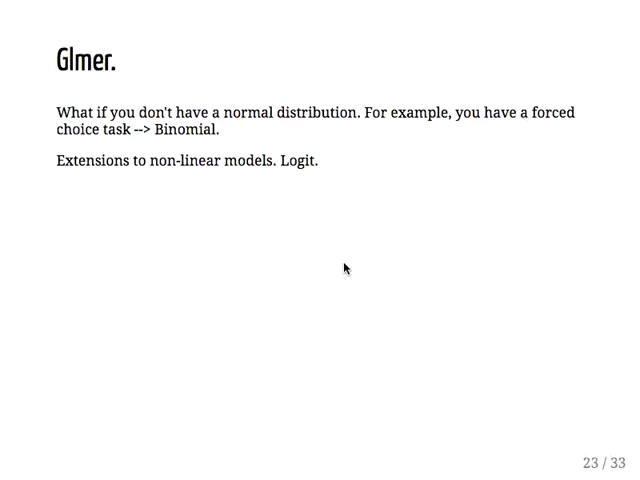 Glmer.
What if you don't have a normal distribution. For example, you have a forced
choice task --> Binomial.
Extensions to non-linear models. Logit.
23 / 33